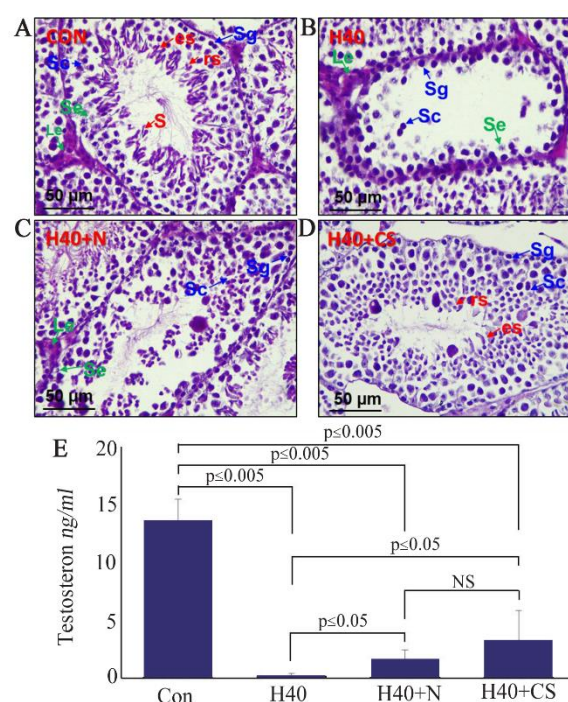 A CON es Sg
Sc rs
Se
Le S
50 µm
B H40
Le
Sg
Sc
Se
50 µm
C H40+N
Sc Sg
Le
Se
50 µm
D H40+CS
Sg
Sc
rs
es
50 µm
E
20
15
10
5
0
Testosteron ng/ml
p≤0.005
p≤0.005
p≤0.005
p≤0.05
NS
p≤0.05
Con H40 H40+N H40+CS